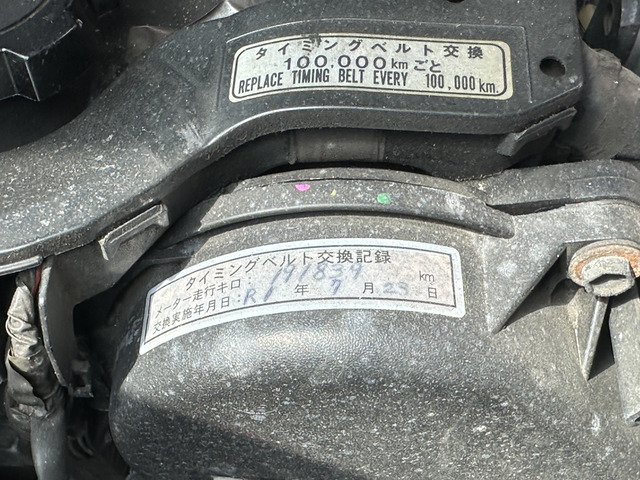 タイミングベルト交換
100,000kmごと
REPLACE TIMING BELT EVERY 100,000km.
タイミングベルト交換記録
メーター走行キロ: 191839 km
交換実施年月日: R1 年 7 月 23 日